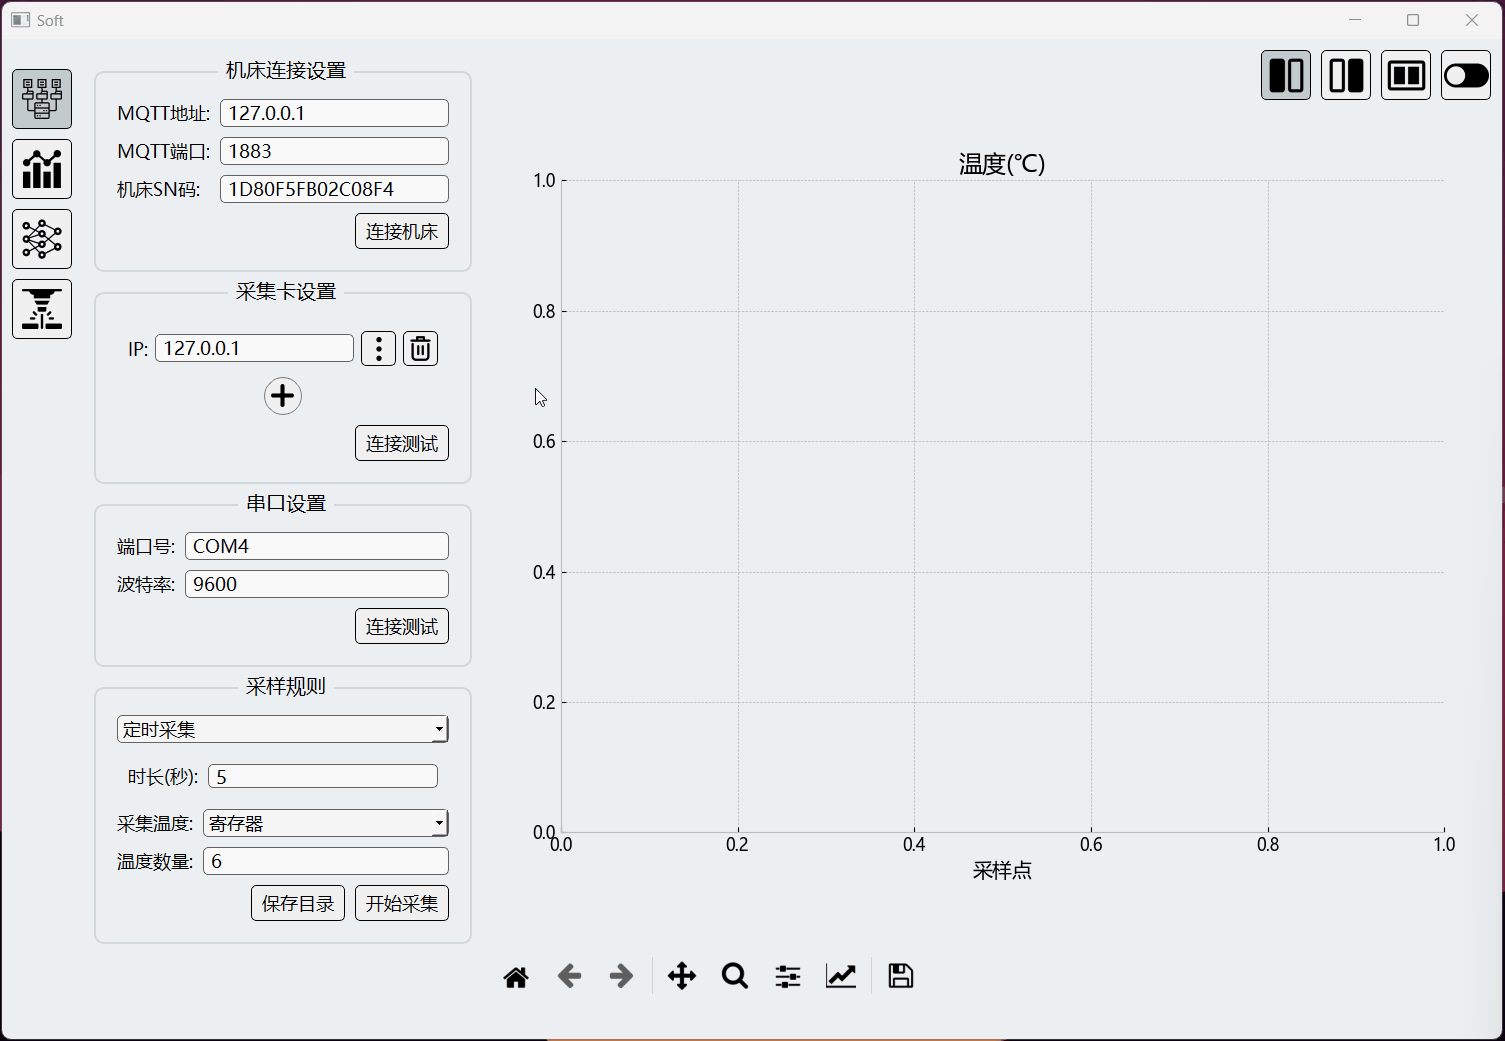 Soft
机床连接设置
MQTT地址: 127.0.0.1
MQTT端口: 1883
机床SN码: 1D80F5FB02C08F4
连接机床
采集卡设置
IP: 127.0.0.1
连接测试
串口设置
端口号: COM4
波特率: 9600
连接测试
采样规则
定时采集
时长(秒): 5
采集温度: 寄存器
温度数量: 6
保存目录 开始采集
温度(℃)
1.0
0.8
0.6
0.4
0.2
0.0
0.0 0.2 0.4 0.6 0.8 1.0
采样点